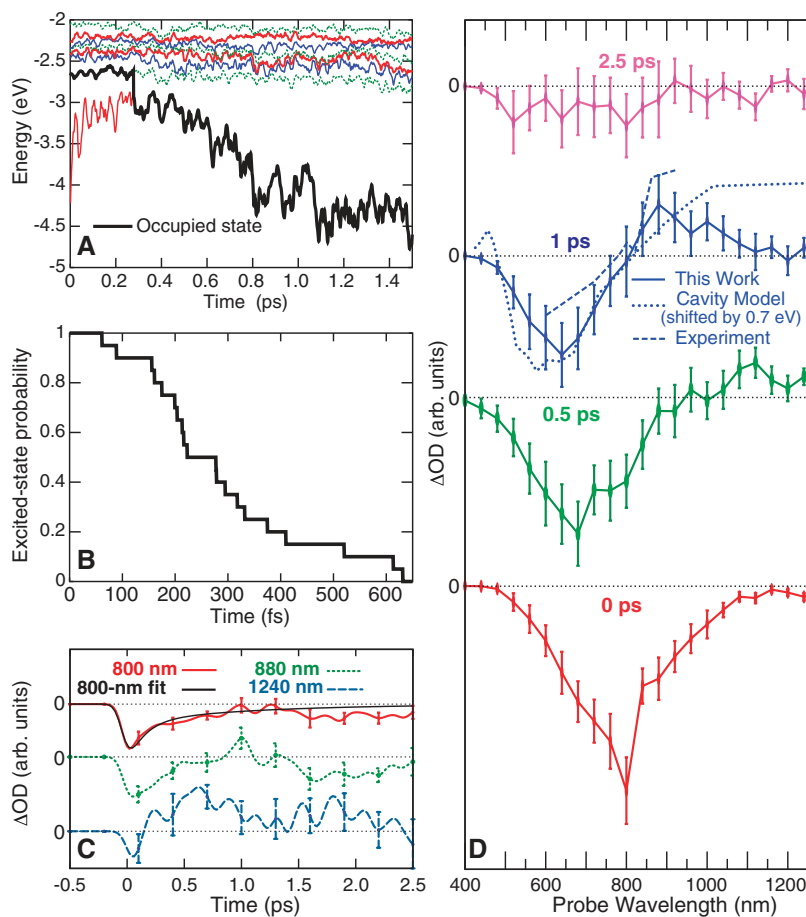 -2
-2.5
-3
-3.5
-4
-4.5
-5
Energy (eV)
Occupied state
A
0 0.2 0.4 0.6 0.8 1.0 1.2 1.4
Time (ps)
1
0.8
0.6
0.4
0.2
0
Excited-state probability
B
0 100 200 300 400 500 600
Time (fs)
800 nm 880 nm
800-nm fit 1240 nm
0
0
0
ΔOD (arb. units)
C
-0.5 0 0.5 1.0 1.5 2.0 2.5
Time (ps)
2.5 ps
0
1 ps
0
This Work
Cavity Model
(shifted by 0.7 eV)
Experiment
0.5 ps
0
ΔOD (arb. units)
0 ps
0
D
400 600 800 1000 1200
Probe Wavelength (nm)